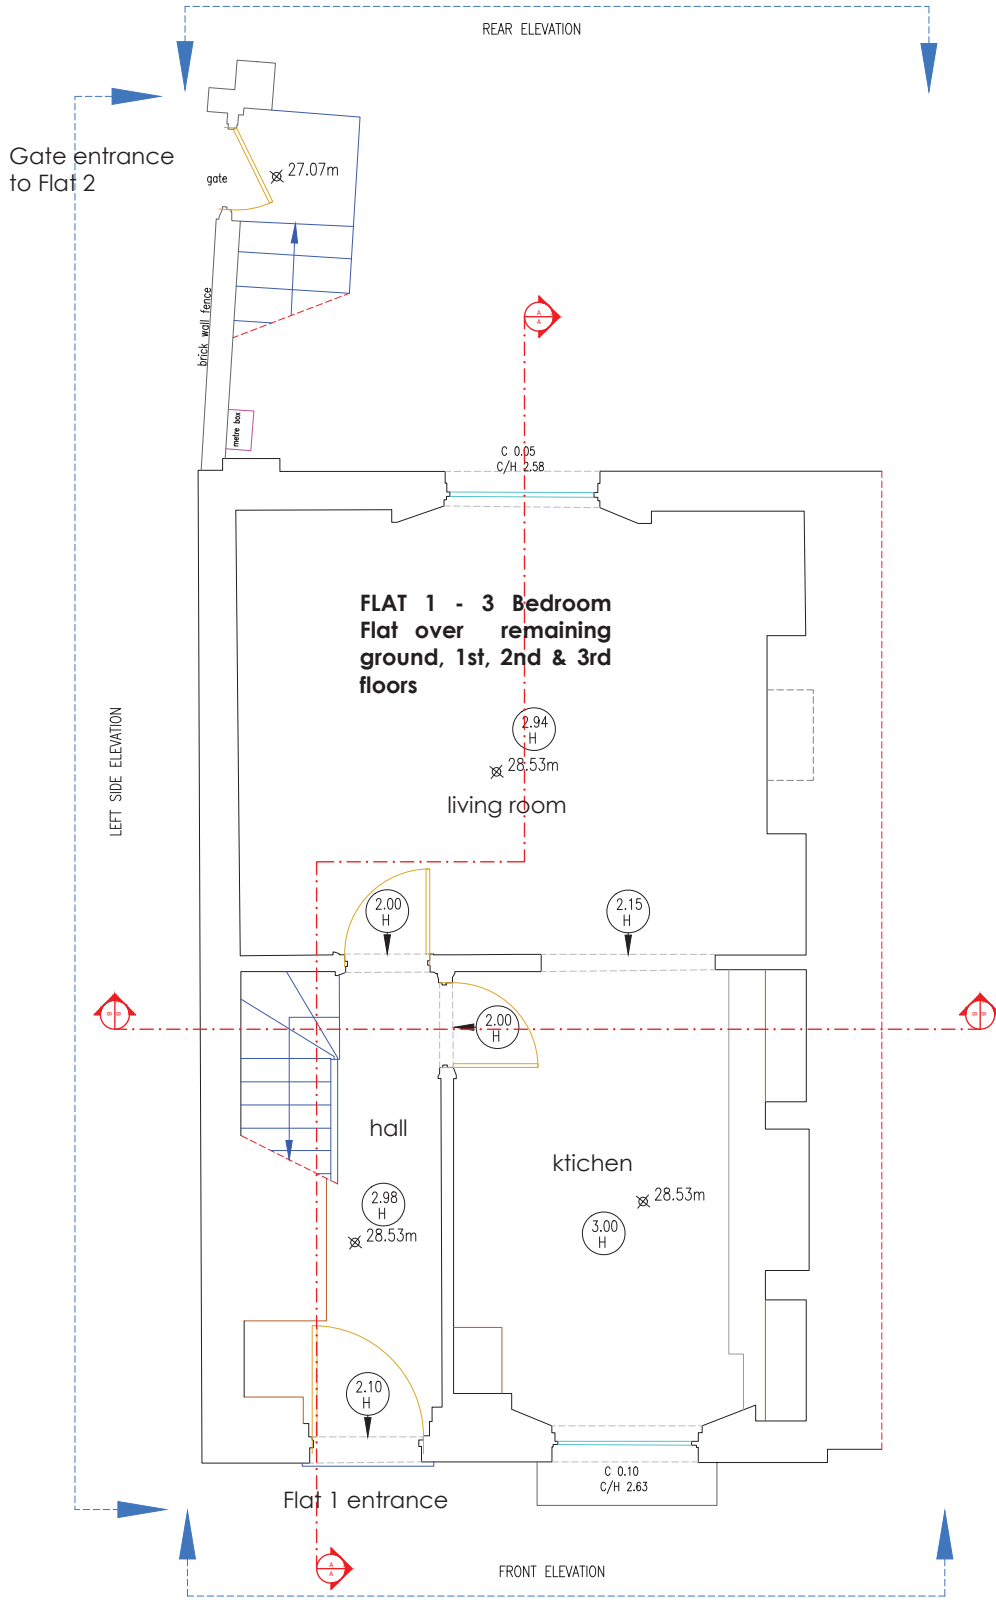 REAR ELEVATION
Gate entrance
to Flat 2
gate
27.07m
brick wall fence
metre box
A
A
C 0.05
C/H 2.58
FLAT 1 - 3 Bedroom
Flat over remaining
ground, 1st, 2nd & 3rd
floors
2.94
H
28.53m
living room
LEFT SIDE ELEVATION
2.00
H
2.15
H
B
B
2.00
H
B
B
hall
ktichen
2.98
H
28.53m
28.53m
3.00
H
2.10
H
C 0.10
C/H 2.63
Flat 1 entrance
A
A
FRONT ELEVATION